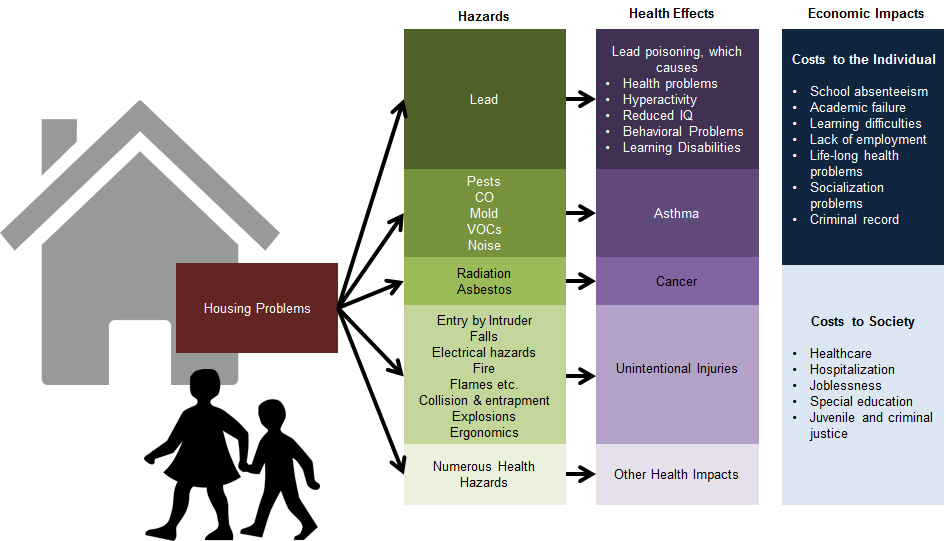 Hazards
Health Effects
Economic Impacts
Housing Problems
Lead
Pests
CO
Mold
VOCs
Noise
Radiation
Asbestos
Entry by Intruder
Falls
Electrical hazards
Fire
Flames etc.
Collision & entrapment
Explosions
Ergonomics
Numerous Health
Hazards
Lead poisoning, which
causes
• Health problems
• Hyperactivity
• Reduced IQ
• Behavioral Problems
• Learning Disabilities
Asthma
Cancer
Unintentional Injuries
Other Health Impacts
Costs to the Individual
• School absenteeism
• Academic failure
• Learning difficulties
• Lack of employment
• Life-long health
problems
• Socialization
problems
• Criminal record
Costs to Society
• Healthcare
• Hospitalization
• Joblessness
• Special education
• Juvenile and criminal
justice